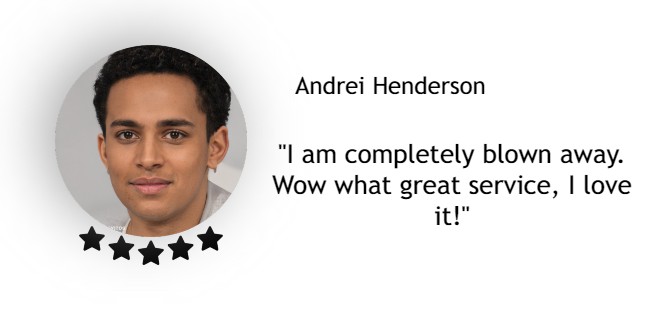 Andrei Henderson
"I am completely blown away.
Wow what great service, I love
it!"